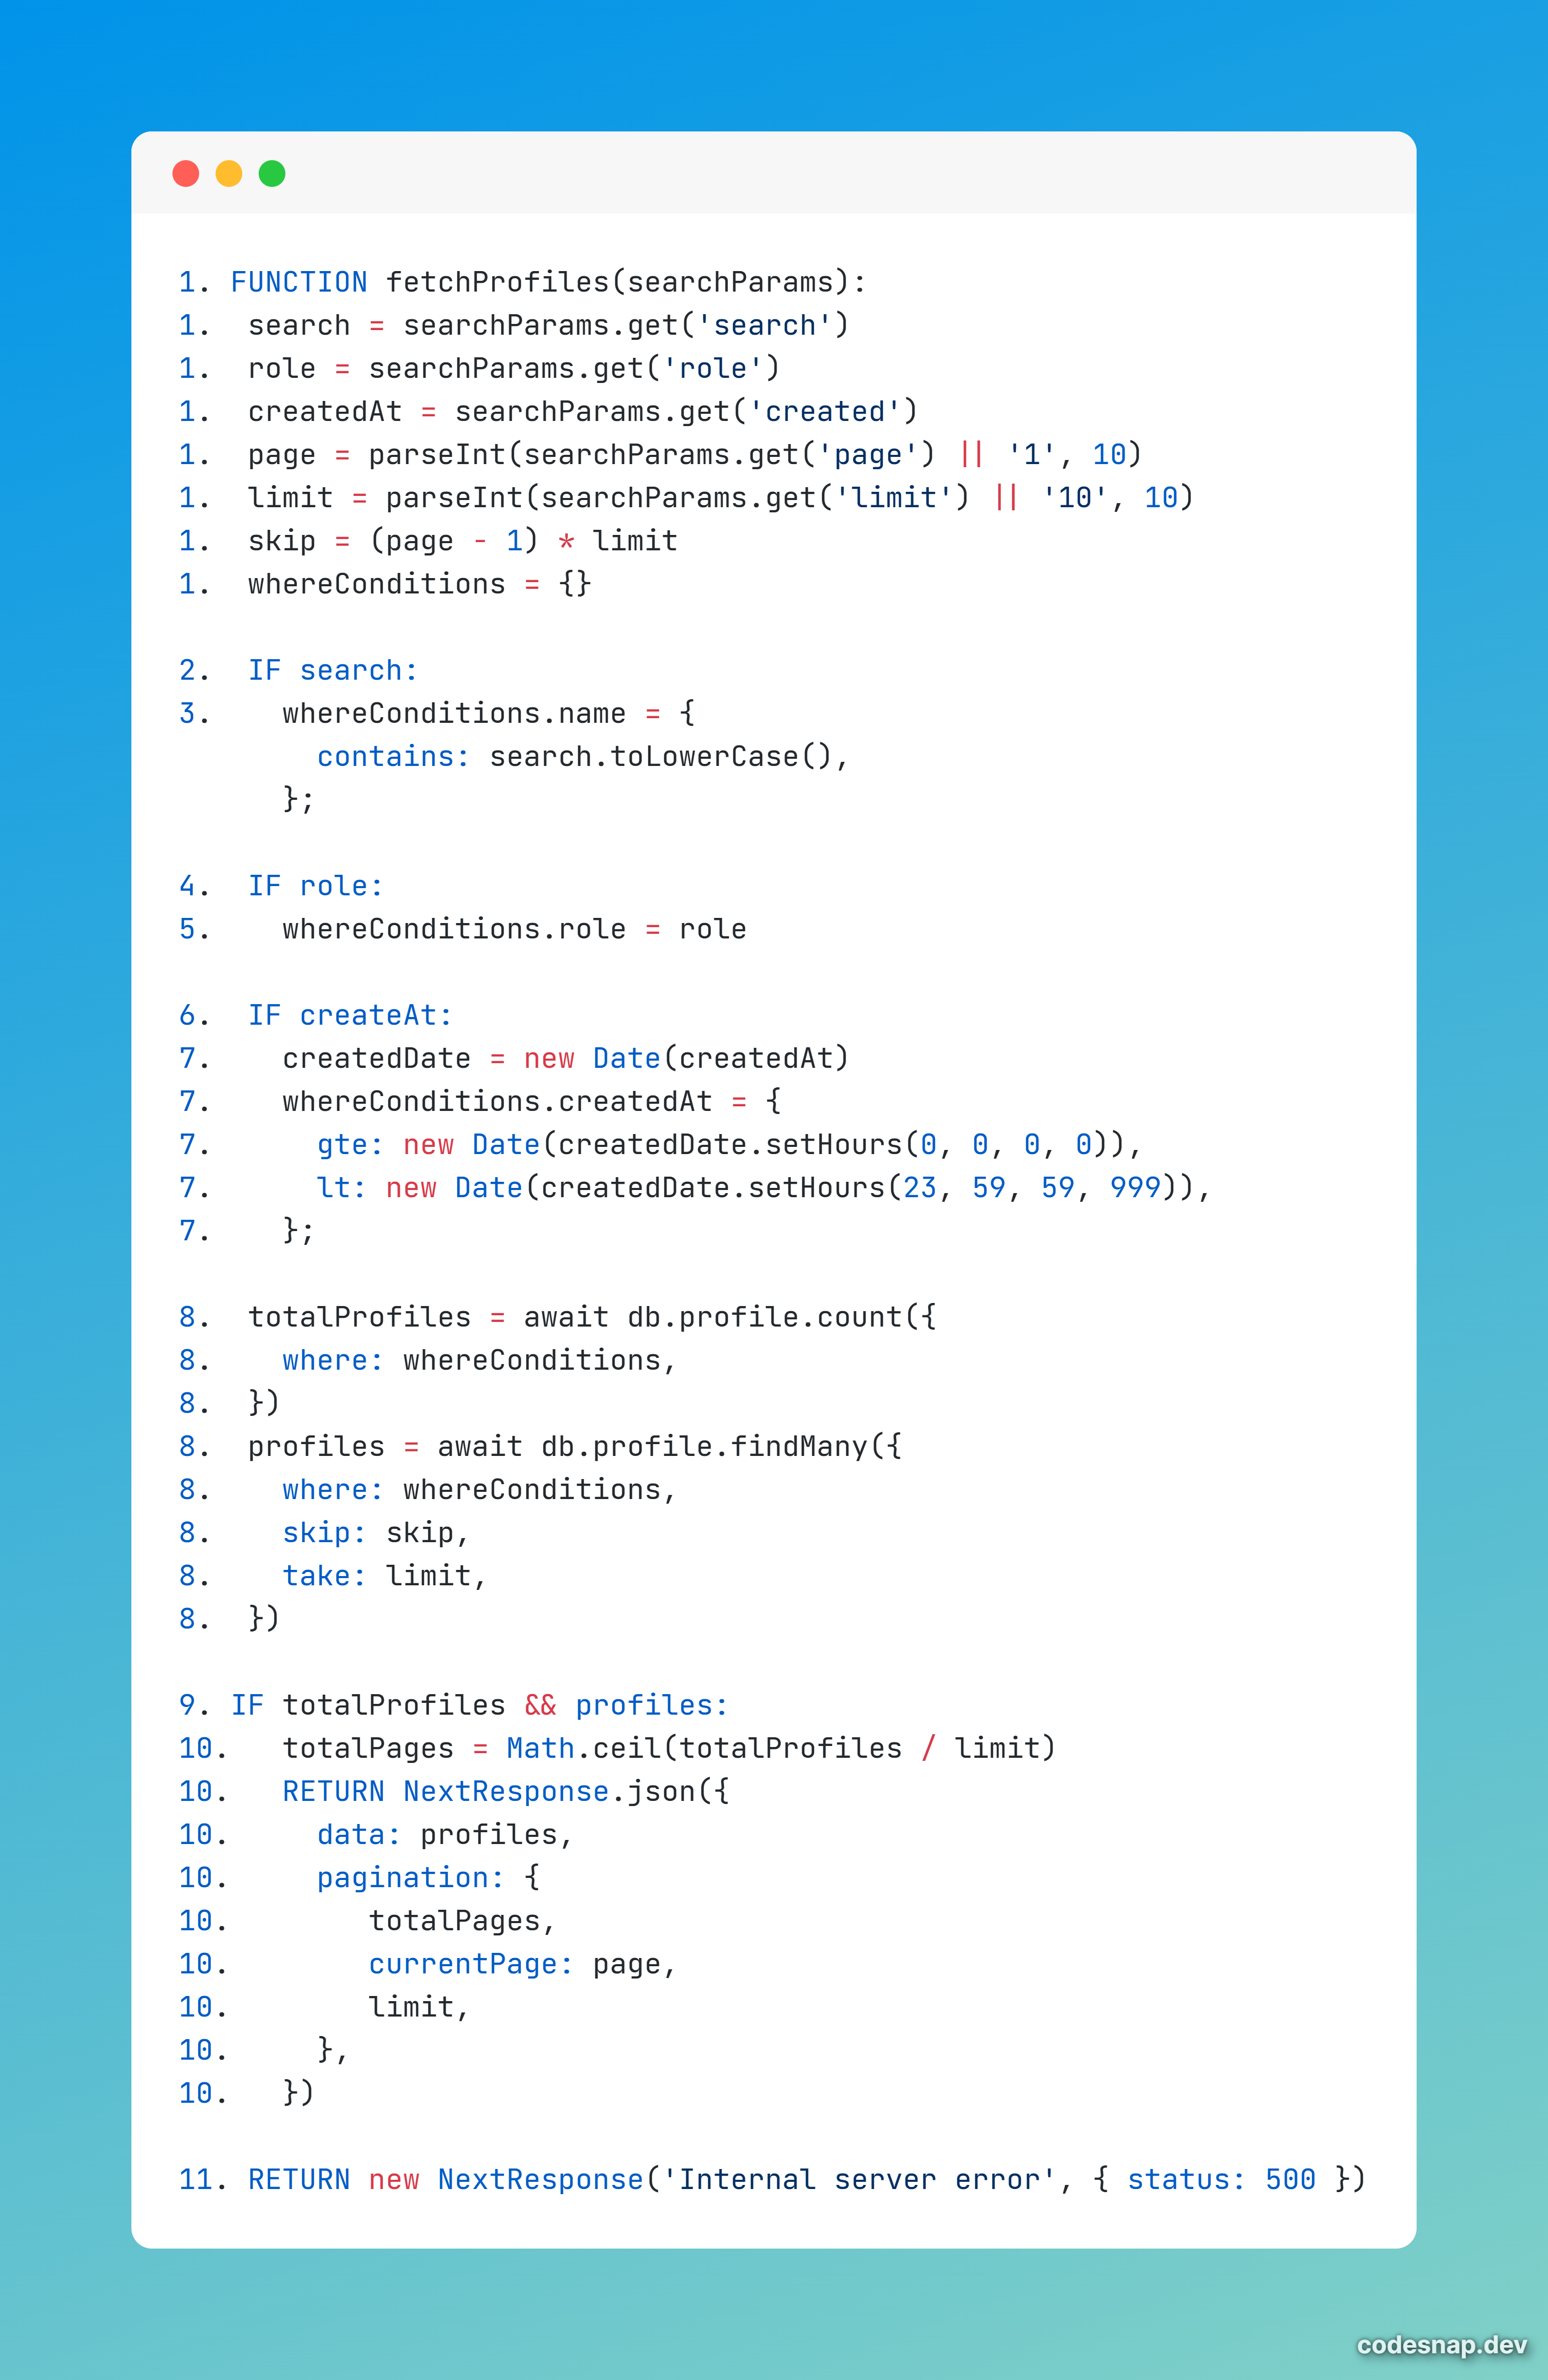 1. FUNCTION fetchProfiles(searchParams):
1.  search = searchParams.get('search')
1.  role = searchParams.get('role')
1.  createdAt = searchParams.get('created')
1.  page = parseInt(searchParams.get('page') || '1', 10)
1.  limit = parseInt(searchParams.get('limit') || '10', 10)
1.  skip = (page - 1) * limit
1.  whereConditions = {}
2.  IF search:
3.    whereConditions.name = {
        contains: search.toLowerCase(),
      };
4.  IF role:
5.    whereConditions.role = role
6.  IF createAt:
7.    createdDate = new Date(createdAt)
7.    whereConditions.createdAt = {
7.      gte: new Date(createdDate.setHours(0, 0, 0, 0)),
7.      lt: new Date(createdDate.setHours(23, 59, 59, 999)),
7.    };
8.  totalProfiles = await db.profile.count({
8.    where: whereConditions,
8.  })
8.  profiles = await db.profile.findMany({
8.    where: whereConditions,
8.    skip: skip,
8.    take: limit,
8.  })
9. IF totalProfiles && profiles:
10.   totalPages = Math.ceil(totalProfiles / limit)
10.   RETURN NextResponse.json({
10.     data: profiles,
10.     pagination: {
10.        totalPages,
10.        currentPage: page,
10.        limit,
10.     },
10.   })
11. RETURN new NextResponse('Internal server error', { status: 500 })
codesnap.dev